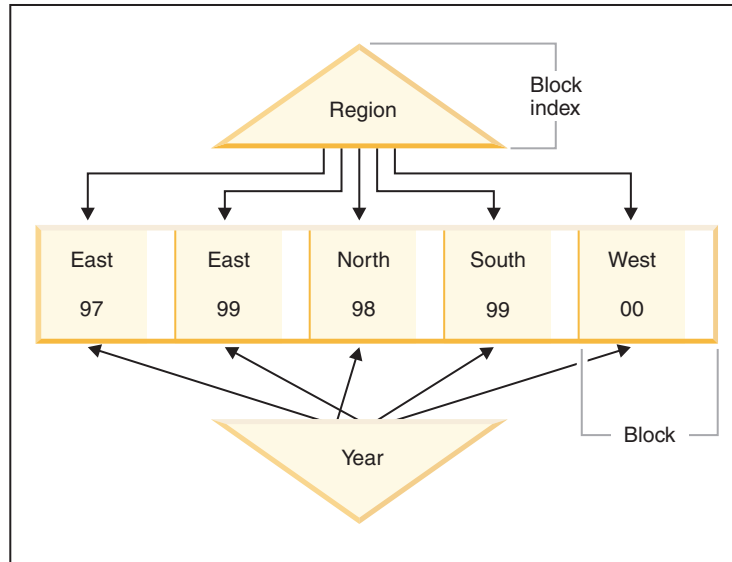 Region
Block
index
East East North South West
97 99 98 99 00
Year
Block